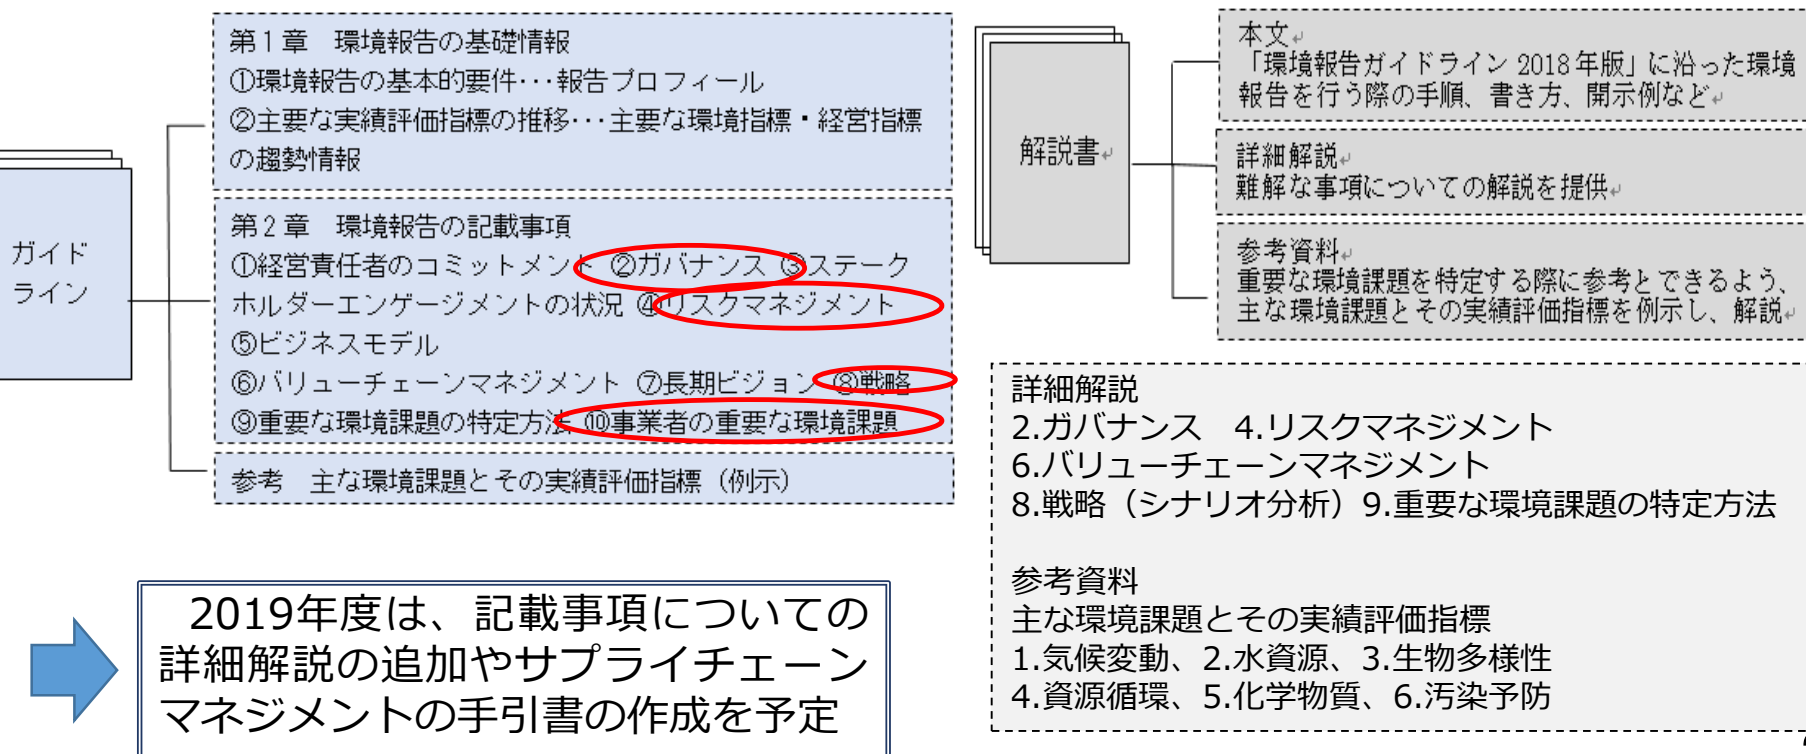 ガイド
ライン
第1章　環境報告の基礎情報
①環境報告の基本的要件･･･報告プロフィール
②主要な実績評価指標の推移･･･主要な環境指標・経営指標
の趨勢情報
第2章　環境報告の記載事項
①経営責任者のコミットメント ②ガバナンス ③ステーク
ホルダーエンゲージメントの状況 ④リスクマネジメント
⑤ビジネスモデル
⑥バリューチェーンマネジメント ⑦長期ビジョン ⑧戦略
⑨重要な環境課題の特定方法 ⑩事業者の重要な環境課題
参考　主な環境課題とその実績評価指標（例示）
2019年度は、記載事項についての
詳細解説の追加やサプライチェーン
マネジメントの手引書の作成を予定
解説書↵
本文↵
「環境報告ガイドライン 2018年版」に沿った環境
報告を行う際の手順、書き方、開示例など↵
詳細解説↵
難解な事項についての解説を提供↵
参考資料↵
重要な環境課題を特定する際に参考とできるよう、
主な環境課題とその実績評価指標を例示し、解説↵
詳細解説
2.ガバナンス　4.リスクマネジメント
6.バリューチェーンマネジメント
8.戦略（シナリオ分析）9.重要な環境課題の特定方法
参考資料
主な環境課題とその実績評価指標
1.気候変動、2.水資源、3.生物多様性
4.資源循環、5.化学物質、6.汚染予防